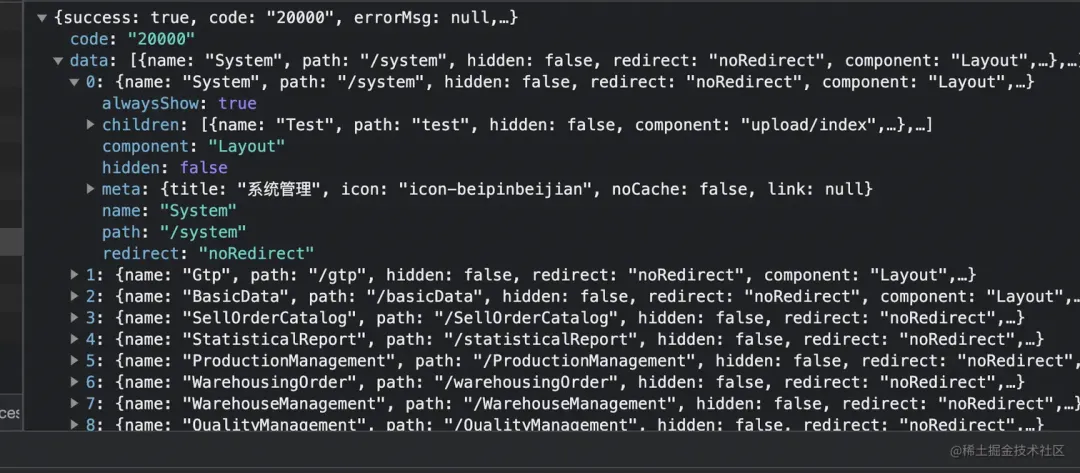 {success: true, code: "20000", errorMsg: null,…}
code: "20000"
data: [{name: "System", path: "/system", hidden: false, redirect: "noRedirect", component: "Layout",…},…]
0: {name: "System", path: "/system", hidden: false, redirect: "noRedirect", component: "Layout",…}
alwaysShow: true
children: [{name: "Test", path: "test", hidden: false, component: "upload/index",…},…]
component: "Layout"
hidden: false
meta: {title: "系统管理", icon: "icon-beipinbeijian", noCache: false, link: null}
name: "System"
path: "/system"
redirect: "noRedirect"
1: {name: "Gtp", path: "/gtp", hidden: false, redirect: "noRedirect", component: "Layout",…}
2: {name: "BasicData", path: "/basicData", hidden: false, redirect: "noRedirect", component: "Layout",…
3: {name: "SellOrderCatalog", path: "/SellOrderCatalog", hidden: false, redirect: "noRedirect",…}
4: {name: "StatisticalReport", path: "/statisticalReport", hidden: false, redirect: "noRedirect",…}
5: {name: "ProductionManagement", path: "/ProductionManagement", hidden: false, redirect: "noRedirect",
6: {name: "WarehousingOrder", path: "/warehousingOrder", hidden: false, redirect: "noRedirect",…}
7: {name: "WarehouseManagement", path: "/WarehouseManagement", hidden: false, redirect: "noRedirect",…}
ces
8: {name: "QualityManagement", path: "/QualityManagement", hidden: false, redirect: "noRedirect",…}
@稀土掘金技术社区